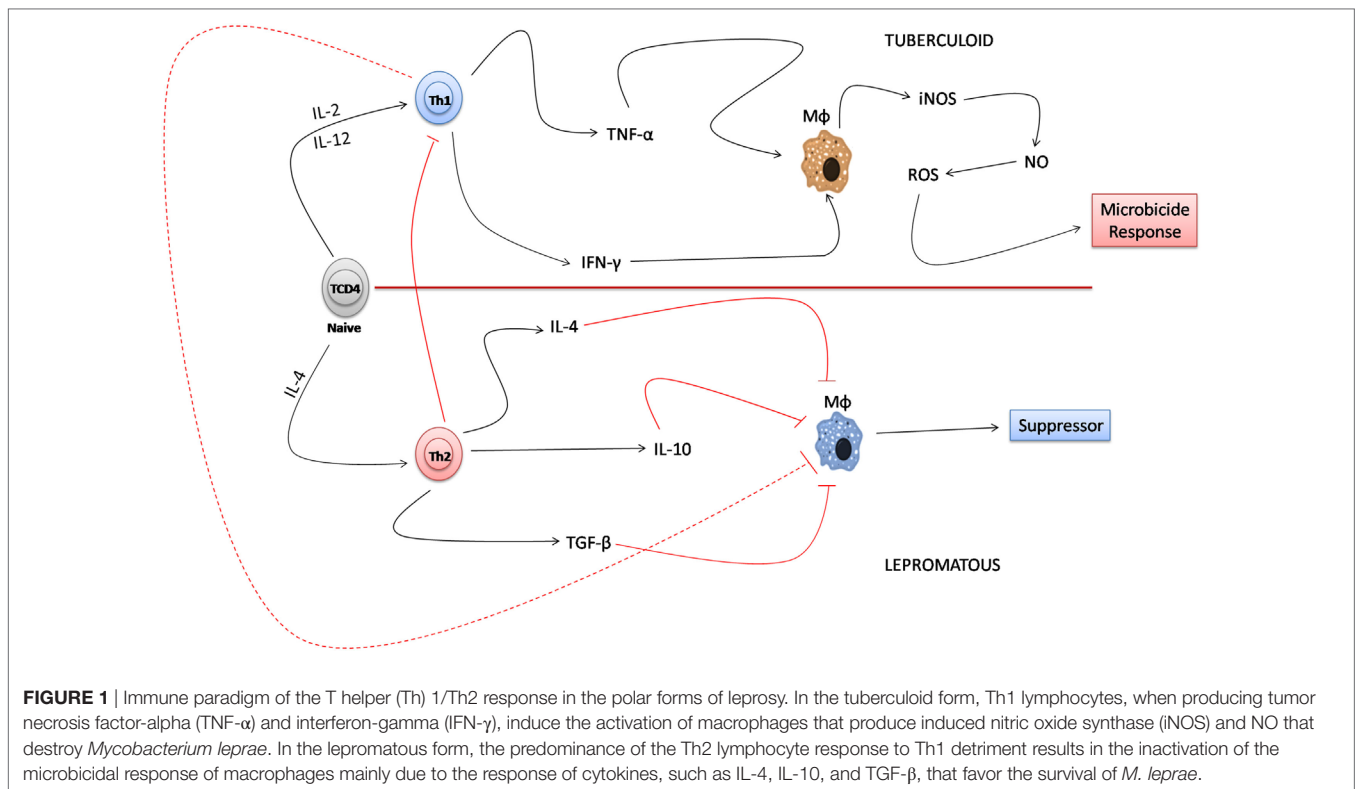 TUBERCULOID
Th1
IL-2
IL-12
TNF-α
Mϕ
iNOS
NO
ROS
Microbicide
Response
IFN-γ
TCD4
Naive
IL-4
IL-4
Mϕ
Th2
IL-10
Suppressor
TGF-β
LEPROMATOUS
FIGURE 1 | Immune paradigm of the T helper (Th) 1/Th2 response in the polar forms of leprosy. In the tuberculoid form, Th1 lymphocytes, when producing tumor
necrosis factor-alpha (TNF-α) and interferon-gamma (IFN-γ), induce the activation of macrophages that produce induced nitric oxide synthase (iNOS) and NO that
destroy Mycobacterium leprae. In the lepromatous form, the predominance of the Th2 lymphocyte response to Th1 detriment results in the inactivation of the
microbicidal response of macrophages mainly due to the response of cytokines, such as IL-4, IL-10, and TGF-β, that favor the survival of M. leprae.